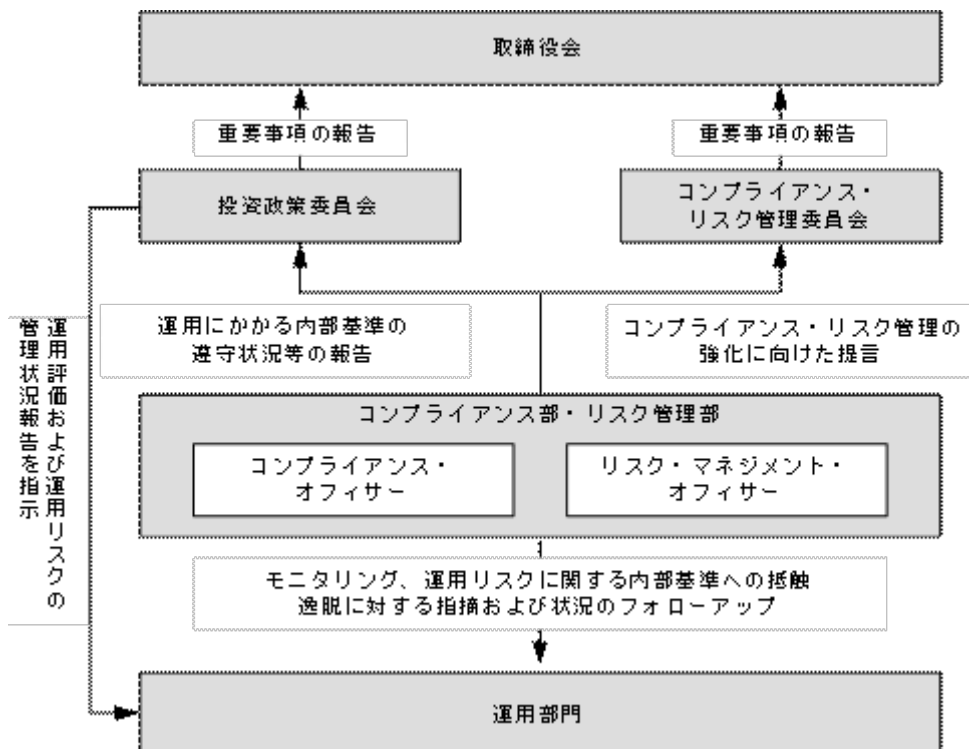 取締役会
重要事項の報告
重要事項の報告
投資政策委員会
コンプライアンス・
リスク管理委員会
運用にかかる内部基準の
遵守状況等の報告
コンプライアンス・リスク管理の
強化に向けた提言
運用評価および運用リスクの
管理状況報告を指示
コンプライアンス部・リスク管理部
コンプライアンス・
オフィサー
リスク・マネジメント・
オフィサー
モニタリング、運用リスクに関する内部基準への抵触
逸脱に対する指摘および状況のフォローアップ
運用部門